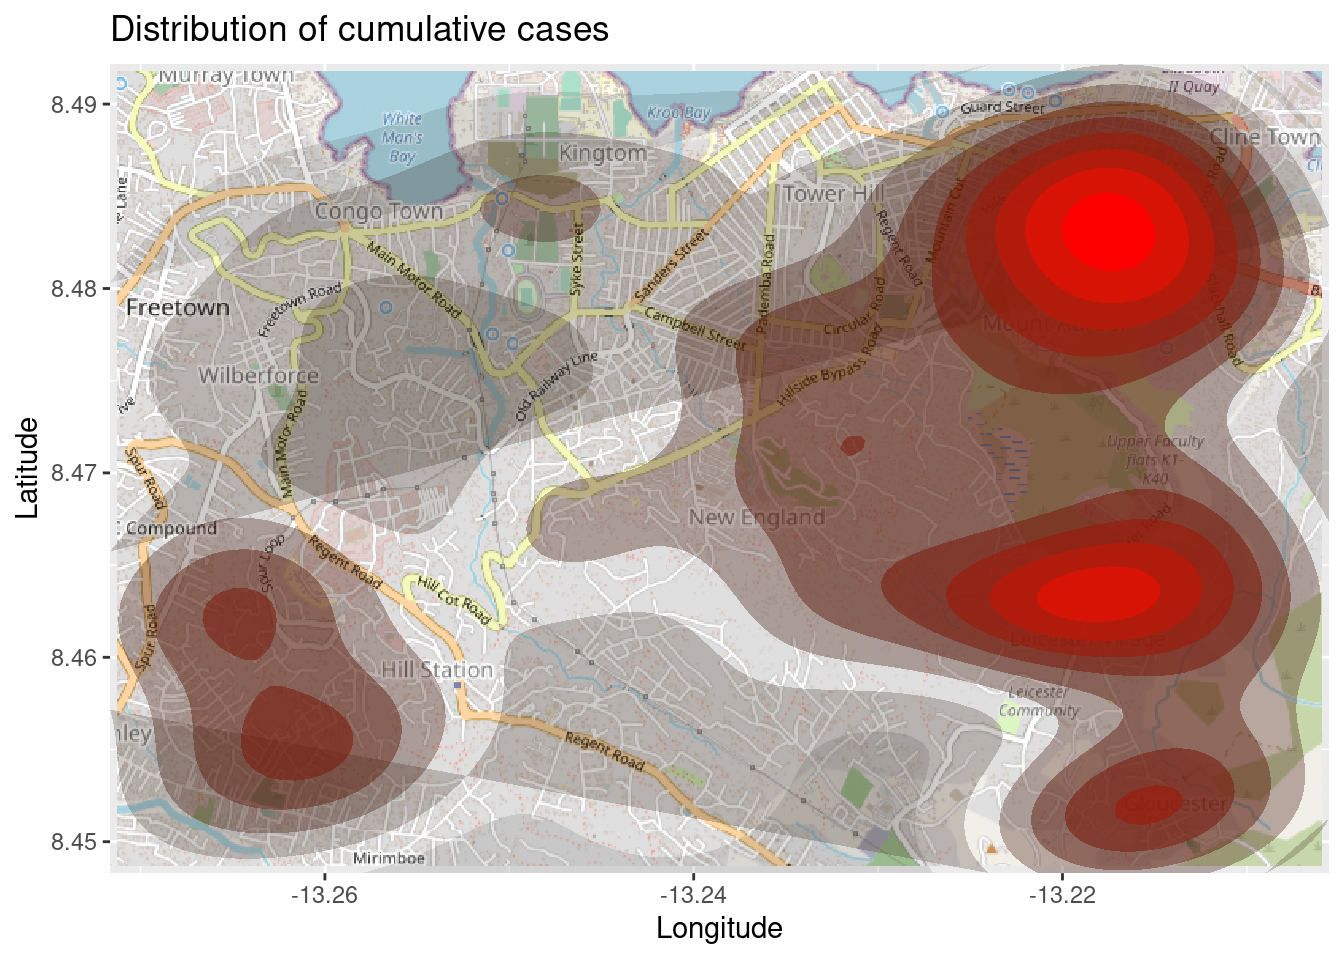 Distribution of cumulative cases
Murray Town
II Quay
8.49
White
Man's
Bay
Kroo Bay
Guard Street
Cline Town
Kingtom
Tower Hill
Congo Town
Mountain Cut
Regent Road
Main Motor Road
Syke Street
Sanders Street
Pademba Road
8.48
Freetown
Freetown Road
Campbell Street
Circular Road
Wilberforce
Old Railway Line
Hillside Bypass Road
Main Motor Road
Latitude
8.47
Spur Road
Upper Faculty
flats K1-
K40
New England
Compound
Spur Loop
Regent Road
Hill Cot Road
Spur Road
8.46
Leicester Village
Hill Station
Leicester
Community
Regent Road
Gloucester
8.45
Mirimboe
-13.26
-13.24
-13.22
Longitude